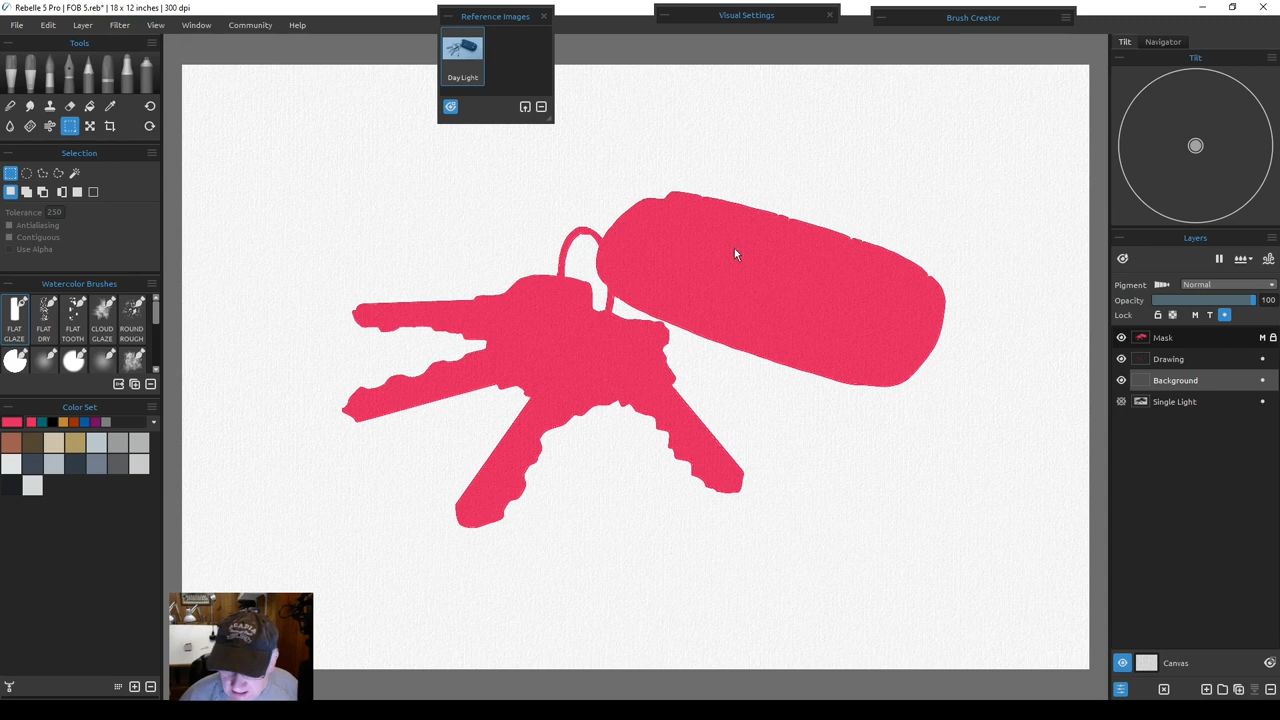 Rebelle 5 Pro | FOB 5.reb* | 18 x 12 inches | 300 dpi
File Edit Layer Filter View Window Community Help
Reference Images
Visual Settings
Brush Creator
Day Light
Tools
Selection
Tolerance 250
Antialiasing
Contiguous
Use Alpha
Watercolor Brushes
FLAT GLAZE
FLAT DRY
FLAT TOOTH
CLOUD GLAZE
ROUND ROUGH
Color Set
Tilt Navigator
Tilt
Layers
Pigment: Normal
Opacity 100
Lock M T
Mask M
Drawing
Background
Single Light
Canvas